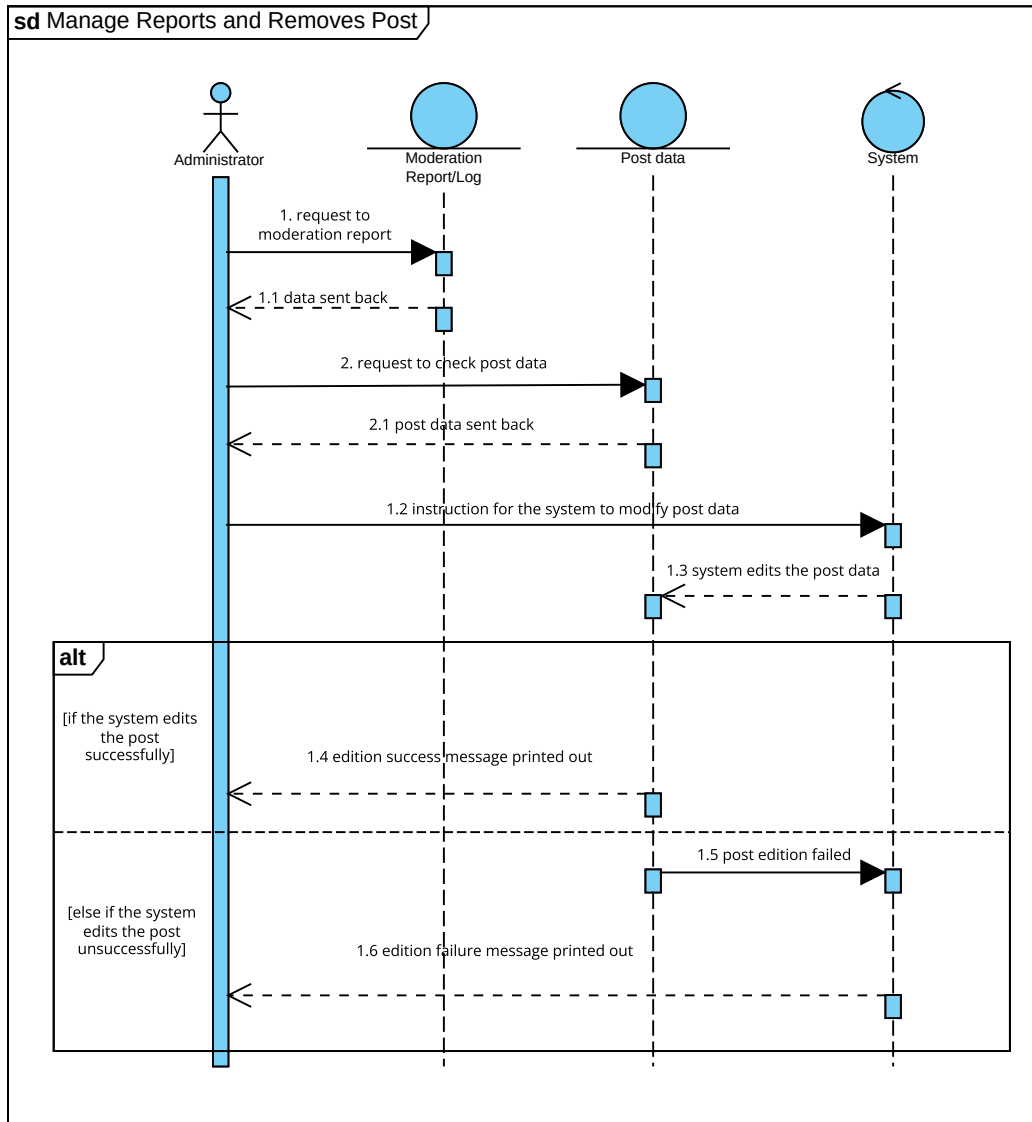 sd Manage Reports and Removes Post
Administrator
Moderation
Report/Log
Post data
System
1. request to
moderation report
1.1 data sent back
2. request to check post data
2.1 post data sent back
1.2 instruction for the system to modify post data
1.3 system edits the post data
alt
[if the system edits
the post
successfully]
1.4 edition success message printed out
1.5 post edition failed
[else if the system
edits the post
unsuccessfully]
1.6 edition failure message printed out